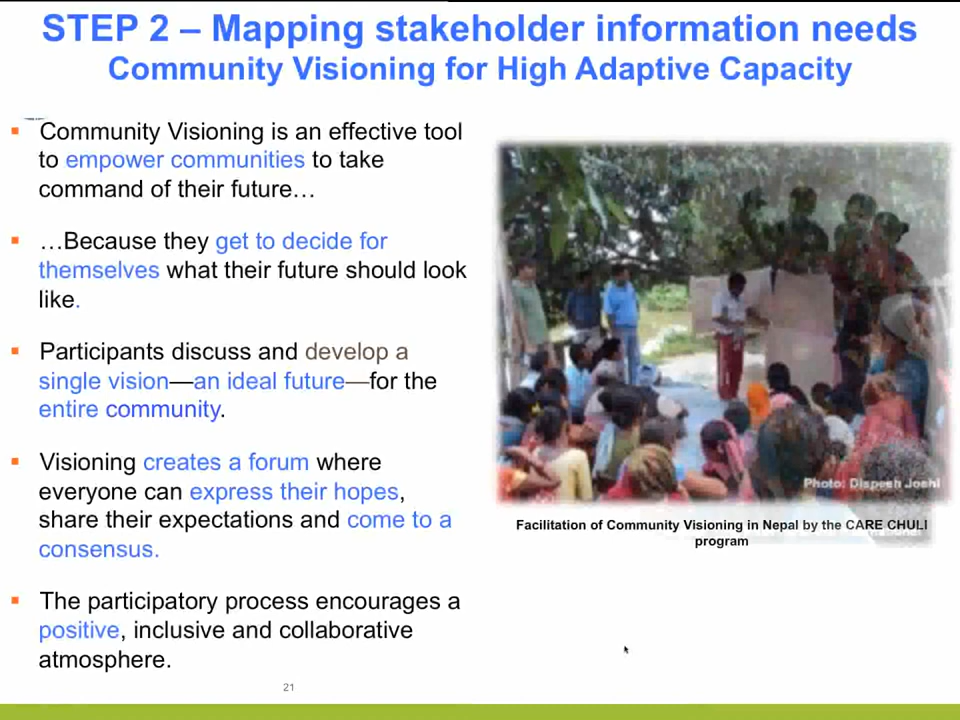 STEP 2 – Mapping stakeholder information needs
Community Visioning for High Adaptive Capacity
▪ Community Visioning is an effective tool
to empower communities to take
command of their future…
▪ …Because they get to decide for
themselves what their future should look
like.
▪ Participants discuss and develop a
single vision—an ideal future—for the
entire community.
▪ Visioning creates a forum where
everyone can express their hopes,
share their expectations and come to a
consensus.
▪ The participatory process encourages a
positive, inclusive and collaborative
atmosphere.
Photo: Dispesh Joshi
Facilitation of Community Visioning in Nepal by the CARE CHULI
program
21